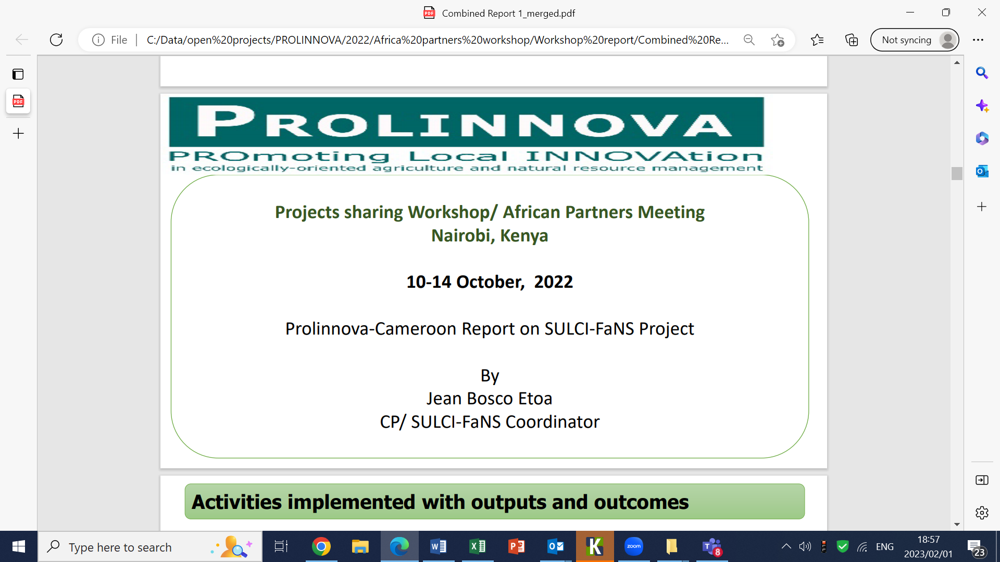 Combined Report 1_merged.pdf
File
C:/Data/open%20projects/PROLINNOVA/2022/Africa%20partners%20workshop/Workshop%20report/Combined%20Re...
Not syncing
PROLINNOVA
PROmoting Local INNOVAtion
in ecologically-oriented agriculture and natural resource management
Projects sharing Workshop/ African Partners Meeting
Nairobi, Kenya
10-14 October, 2022
Prolinnova-Cameroon Report on SULCI-FaNS Project
By
Jean Bosco Etoa
CP/ SULCI-FaNS Coordinator
Activities implemented with outputs and outcomes
Type here to search
zoom
8
ENG
18:57
2023/02/01
23